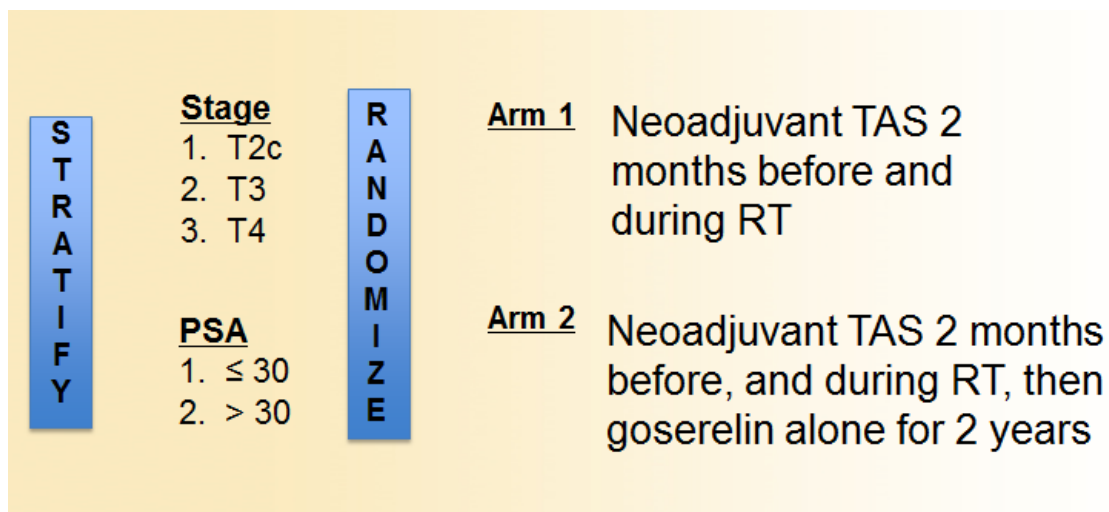 STRATIFY
Stage
1. T2c
2. T3
3. T4
PSA
1. ≤ 30
2. > 30
RANDOMIZE
Arm 1
Neoadjuvant TAS 2
months before and
during RT
Arm 2
Neoadjuvant TAS 2 months
before, and during RT, then
goserelin alone for 2 years